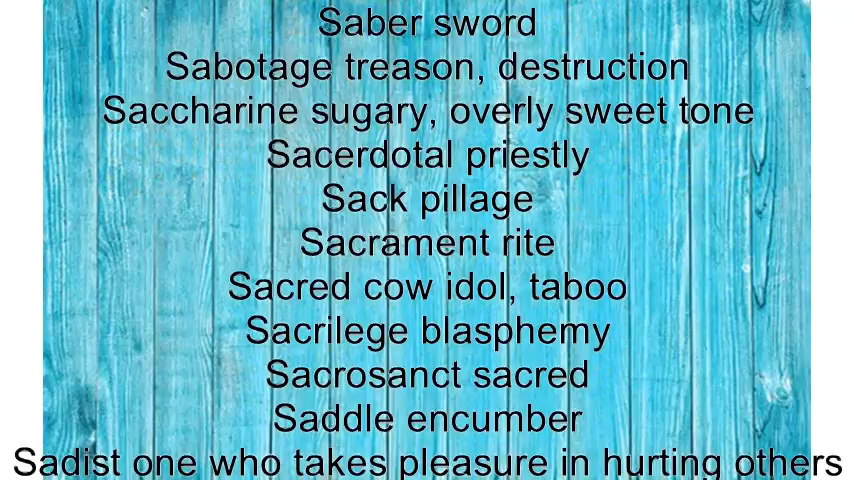 Saber sword
Sabotage treason, destruction
Saccharine sugary, overly sweet tone
Sacerdotal priestly
Sack pillage
Sacrament rite
Sacred cow idol, taboo
Sacrilege blasphemy
Sacrosanct sacred
Saddle encumber
Sadist one who takes pleasure in hurting others